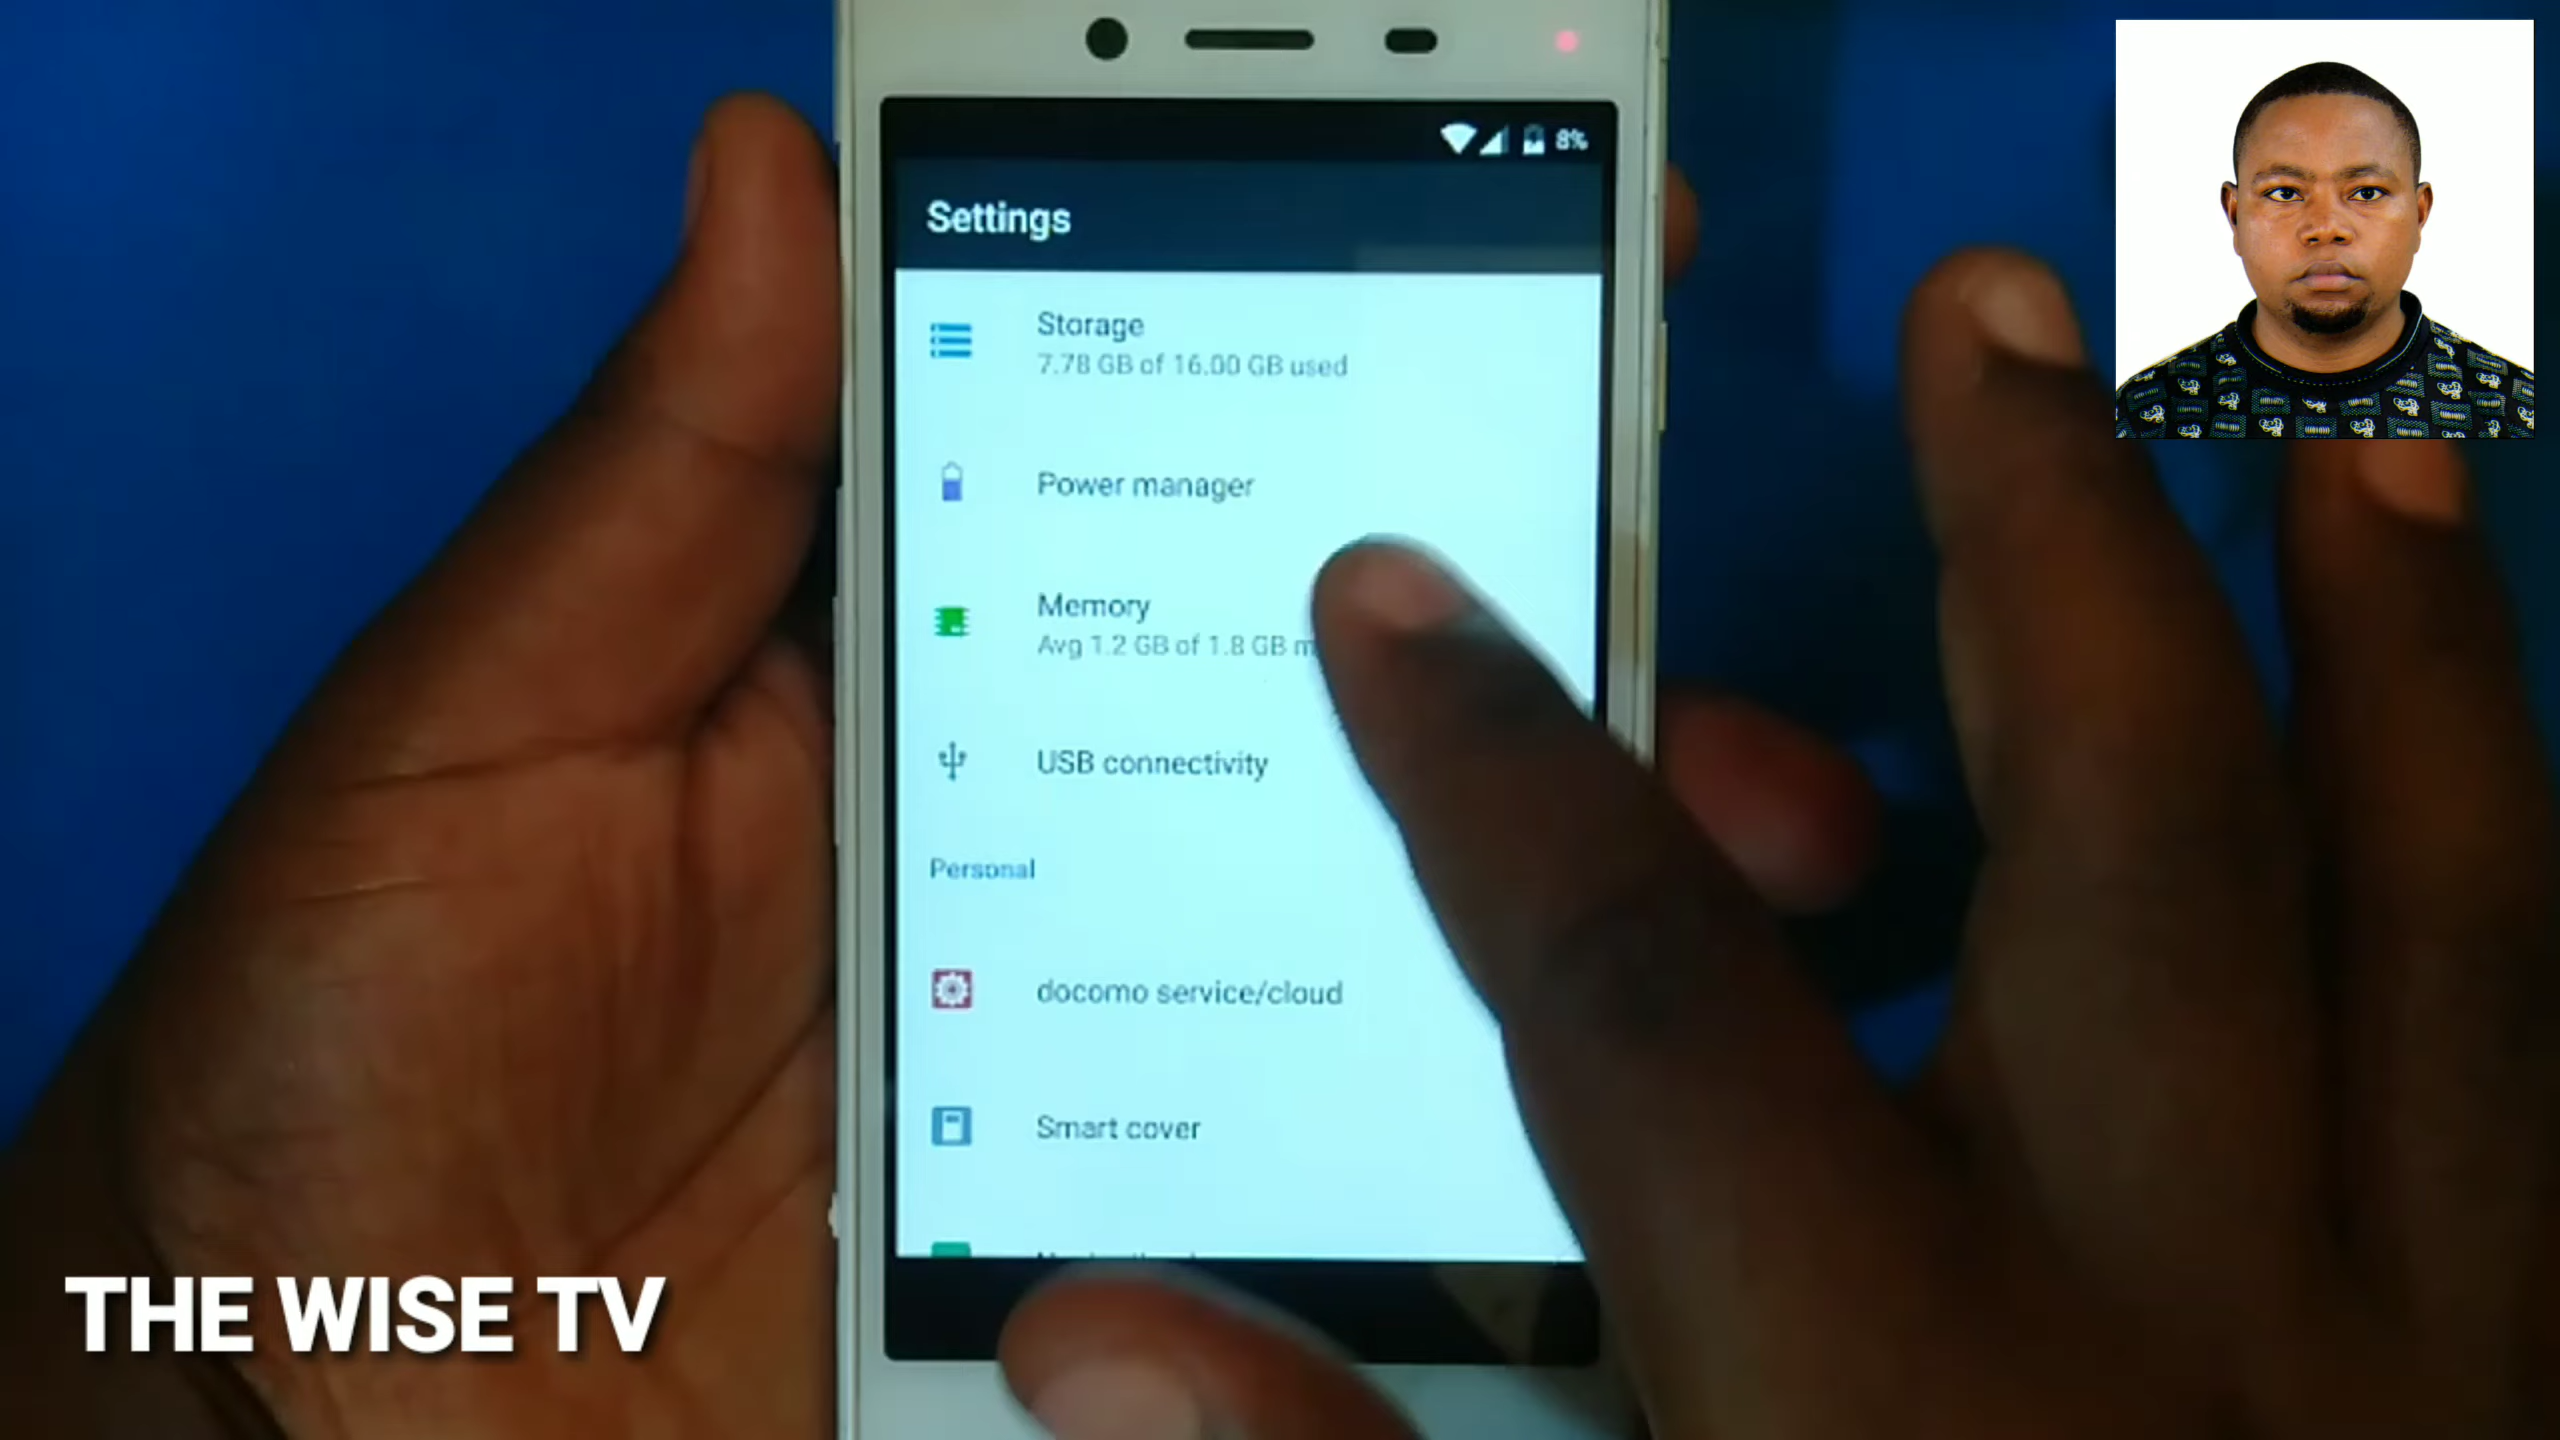 8%
Settings
Storage
7.78 GB of 16.00 GB used
Power manager
Memory
Avg 1.2 GB of 1.8 GB
USB connectivity
Personal
docomo service/cloud
Smart cover
THE WISE TV